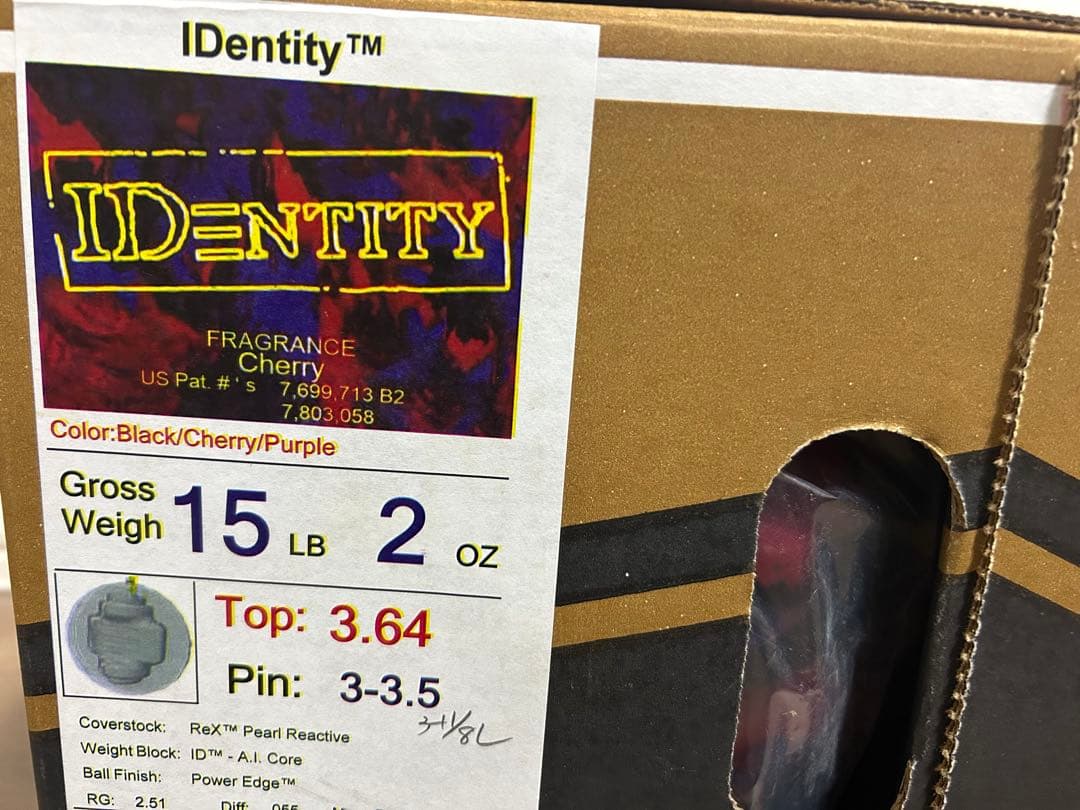 IDentity™
IDENTITY
FRAGRANCE
Cherry
US Pat. #'s 7,699,713 B2
7,803,058
Color:Black/Cherry/Purple
Gross
Weigh 15 LB 2 oz
Top: 3.64
Pin: 3-3.5
Coverstock: ReX™ Pearl Reactive
Weight Block: ID™ - A.I. Core
Ball Finish: Power Edge™
RG: 2.51 Diff: